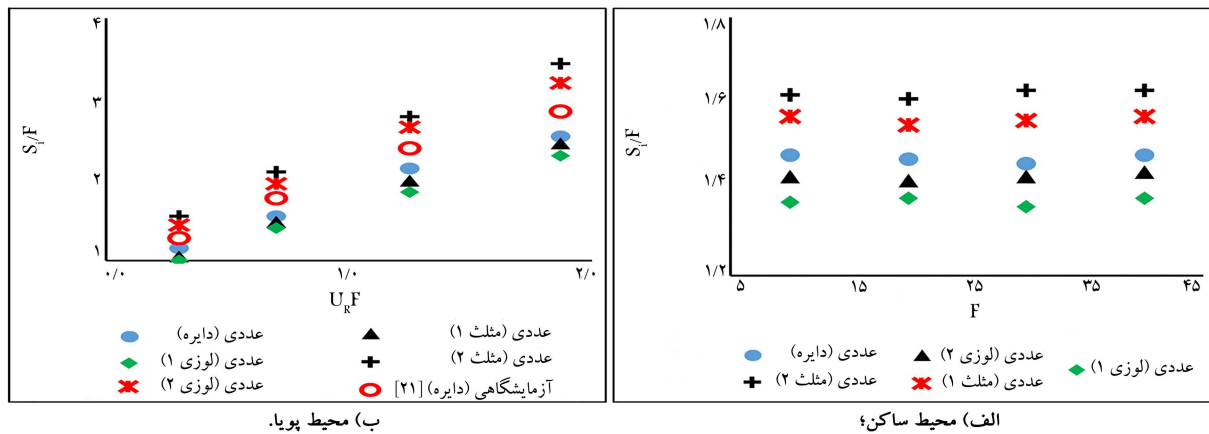 ۱/۸
۱/۶
۱/۴
۱/۲
Sᵢ/F
۵
۱۵
۲۵
۳۵
۴۵
F
عددی (دایره)
عددی (لوزی ۲)
عددی (لوزی ۱)
عددی (مثلث ۲)
عددی (مثلث ۱)
الف) محیط ساکن؛
۴
۳
۲
۱
Sᵢ/F
۰/۰
۱/۰
۲/۰
U_RF
عددی (دایره)
عددی (مثلث ۱)
عددی (لوزی ۱)
عددی (مثلث ۲)
عددی (لوزی ۲)
آزمایشگاهی (دایره) [۲۱]
ب) محیط پویا.